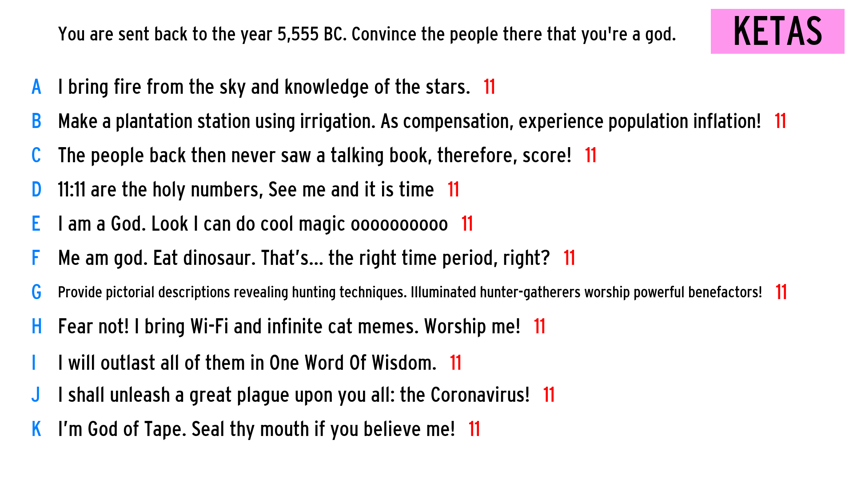 You are sent back to the year 5,555 BC. Convince the people there that you're a god.
KETAS
A I bring fire from the sky and knowledge of the stars. 11
B Make a plantation station using irrigation. As compensation, experience population inflation! 11
C The people back then never saw a talking book, therefore, score! 11
D 11:11 are the holy numbers, See me and it is time 11
E I am a God. Look I can do cool magic oooooooooo 11
F Me am god. Eat dinosaur. That's... the right time period, right? 11
G Provide pictorial descriptions revealing hunting techniques. Illuminated hunter-gatherers worship powerful benefactors! 11
H Fear not! I bring Wi-Fi and infinite cat memes. Worship me! 11
I I will outlast all of them in One Word Of Wisdom. 11
J I shall unleash a great plague upon you all: the Coronavirus! 11
K I'm God of Tape. Seal thy mouth if you believe me! 11